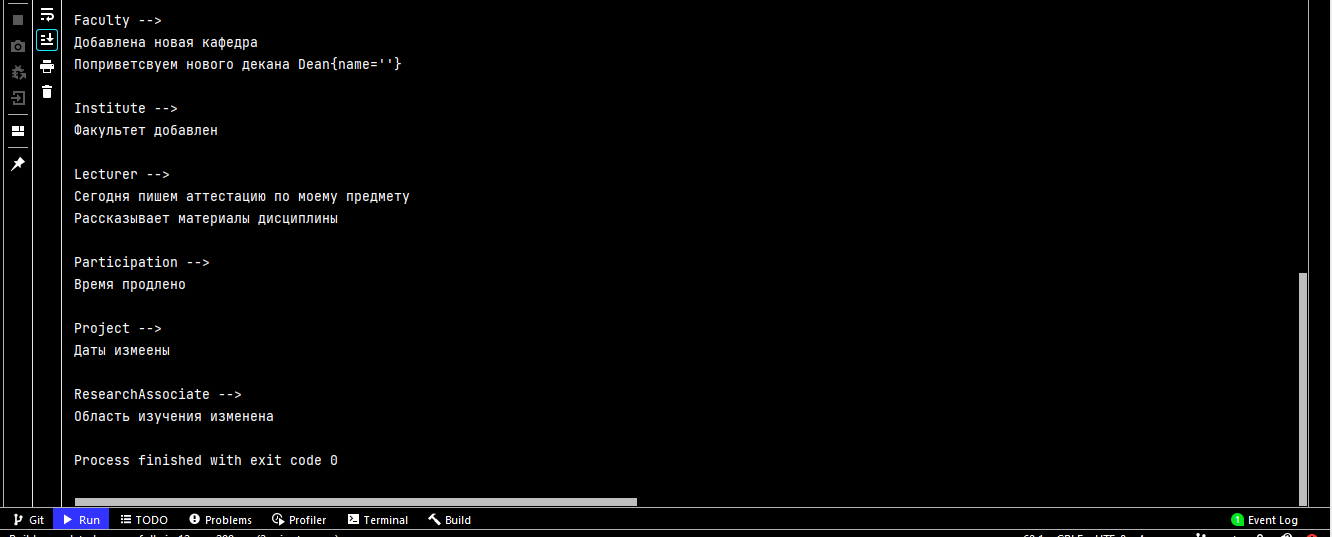 Faculty -->
Добавлена новая кафедра
Поприветсвуем нового декана Dean{name=''}
Institute -->
Факультет добавлен
Lecturer -->
Сегодня пишем аттестацию по моему предмету
Рассказывает материалы дисциплины
Participation -->
Время продлено
Project -->
Даты измеены
ResearchAssociate -->
Область изучения изменена
Process finished with exit code 0
Git Run TODO Problems Profiler Terminal Build 1 Event Log